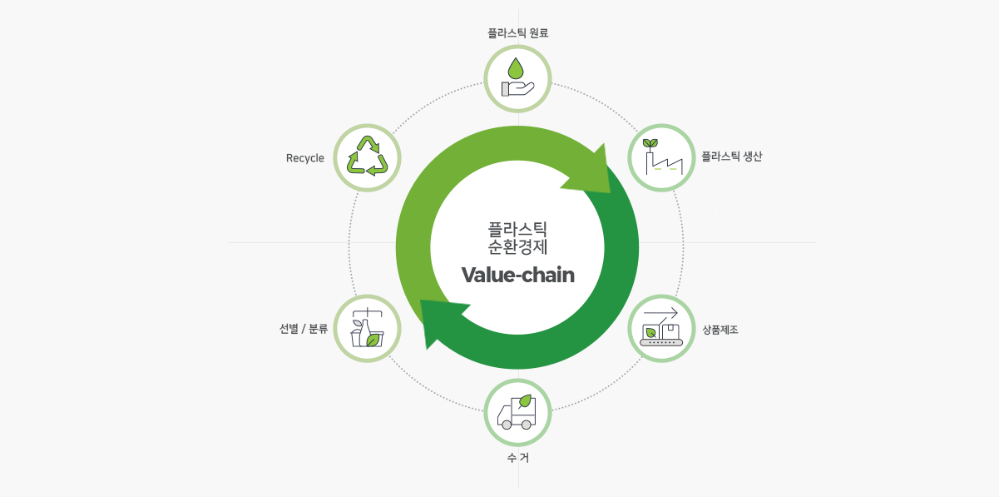 플라스틱 원료
Recycle
플라스틱 생산
플라스틱
순환경제
Value-chain
선별 / 분류
상품제조
수 거